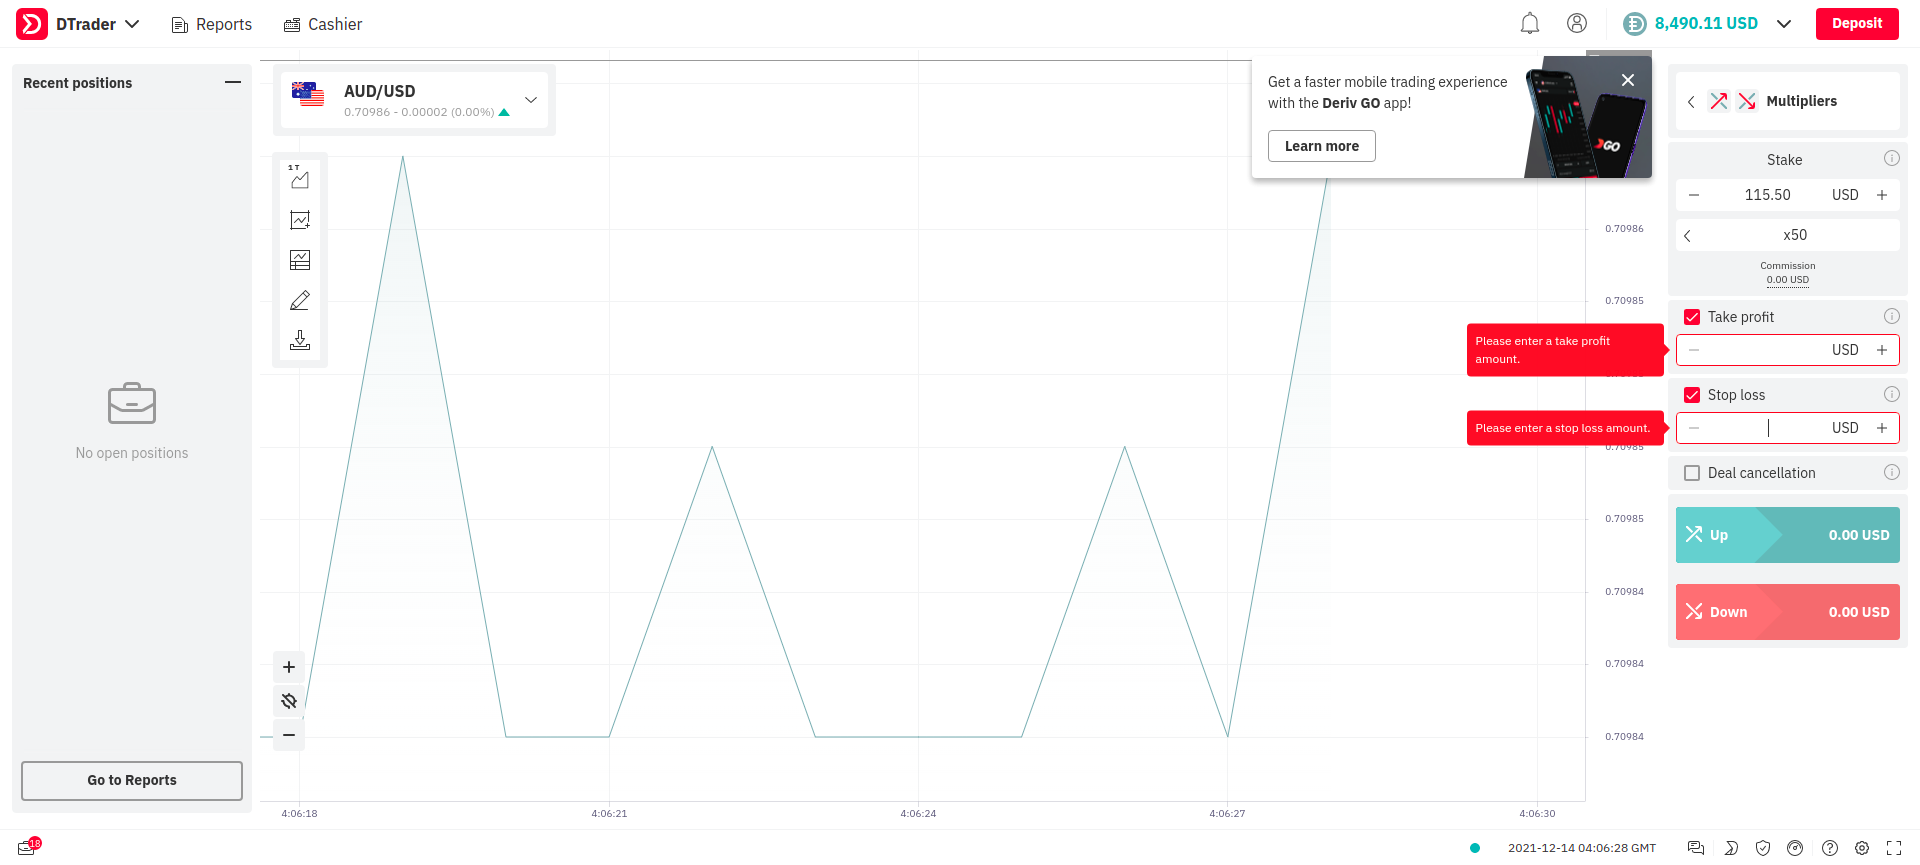 DTrader
Reports
Cashier
8,490.11 USD
Deposit
Recent positions
No open positions
Go to Reports
AUD/USD
0.70986 - 0.00002 (0.00%)
1T
Get a faster mobile trading experience
with the Deriv GO app!
Learn more
GO
0.70986
0.70985
0.70985
0.70985
0.70984
0.70984
0.70984
4:06:18
4:06:21
4:06:24
4:06:27
4:06:30
Multipliers
Stake
115.50 USD
x50
Commission
0.00 USD
Take profit
Please enter a take profit
amount.
USD
Stop loss
Please enter a stop loss amount.
USD
Deal cancellation
Up 0.00 USD
Down 0.00 USD
18
2021-12-14 04:06:28 GMT